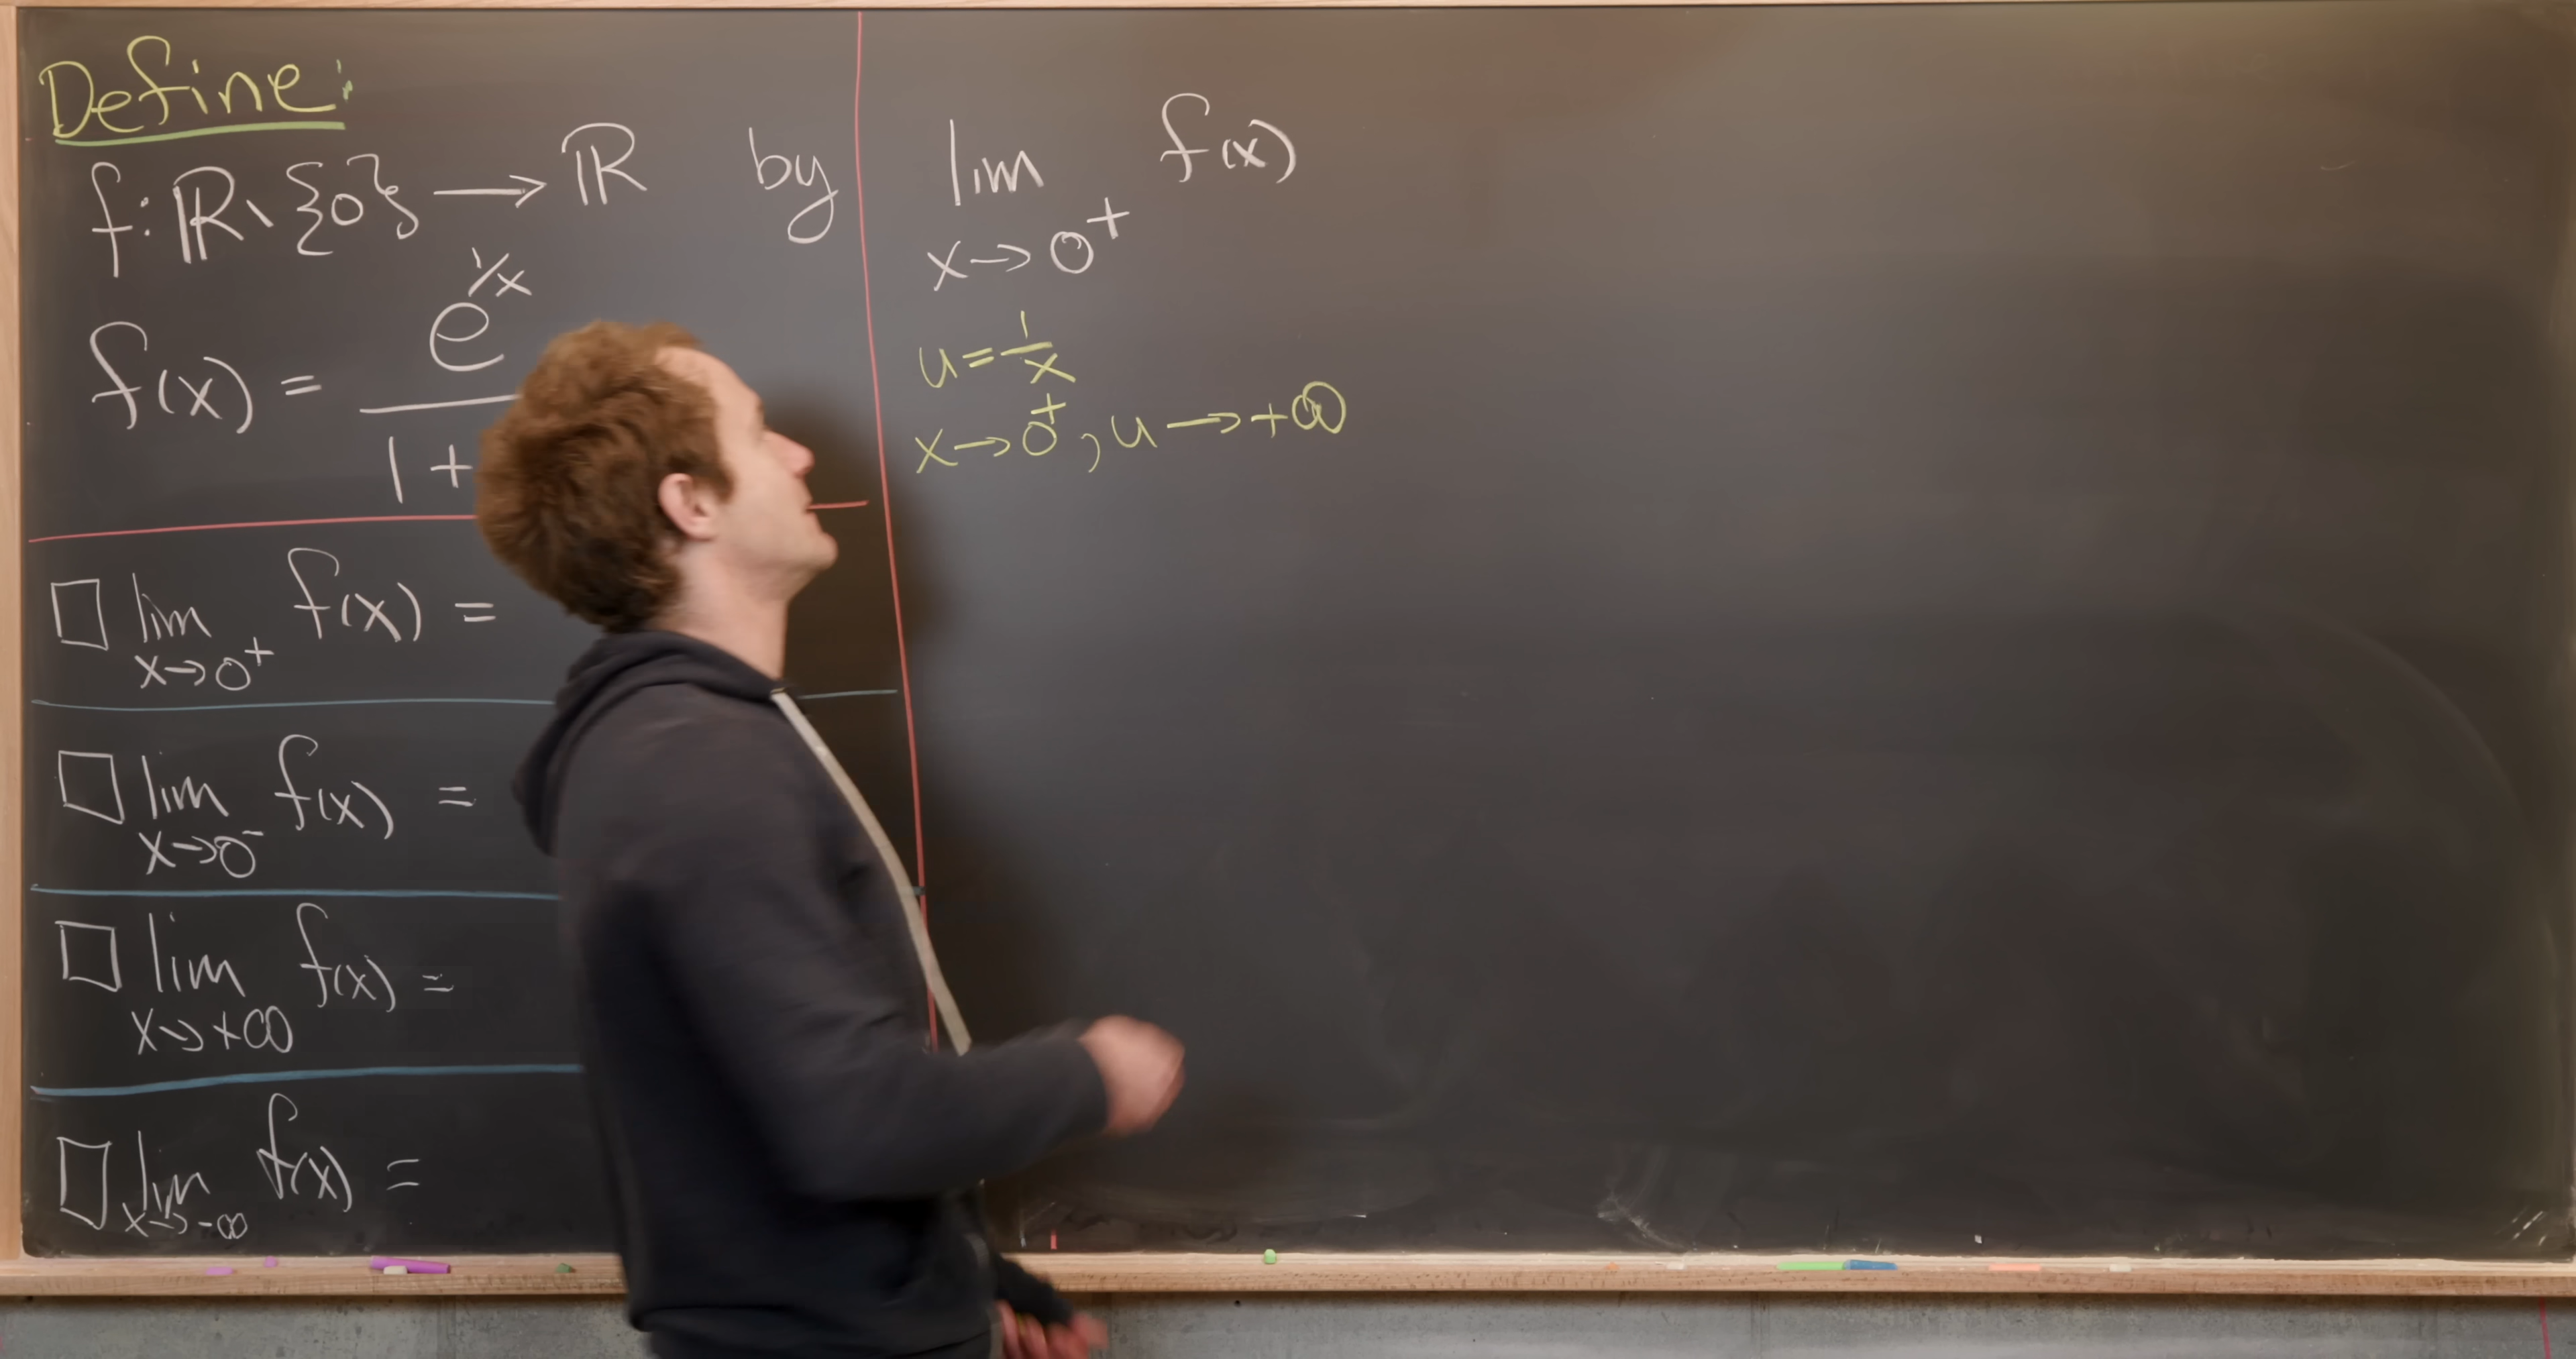 Define:
f: ℝ \ {0} → ℝ by
f(x) = e^{1/x}
1 +
□ lim f(x) =
x→0⁺
□ lim f(x) =
x→0⁻
□ lim f(x) =
x→+∞
□ lim f(x) =
x→-∞
lim f(x)
x→0⁺
u = 1/x
x→0⁺, u→+∞